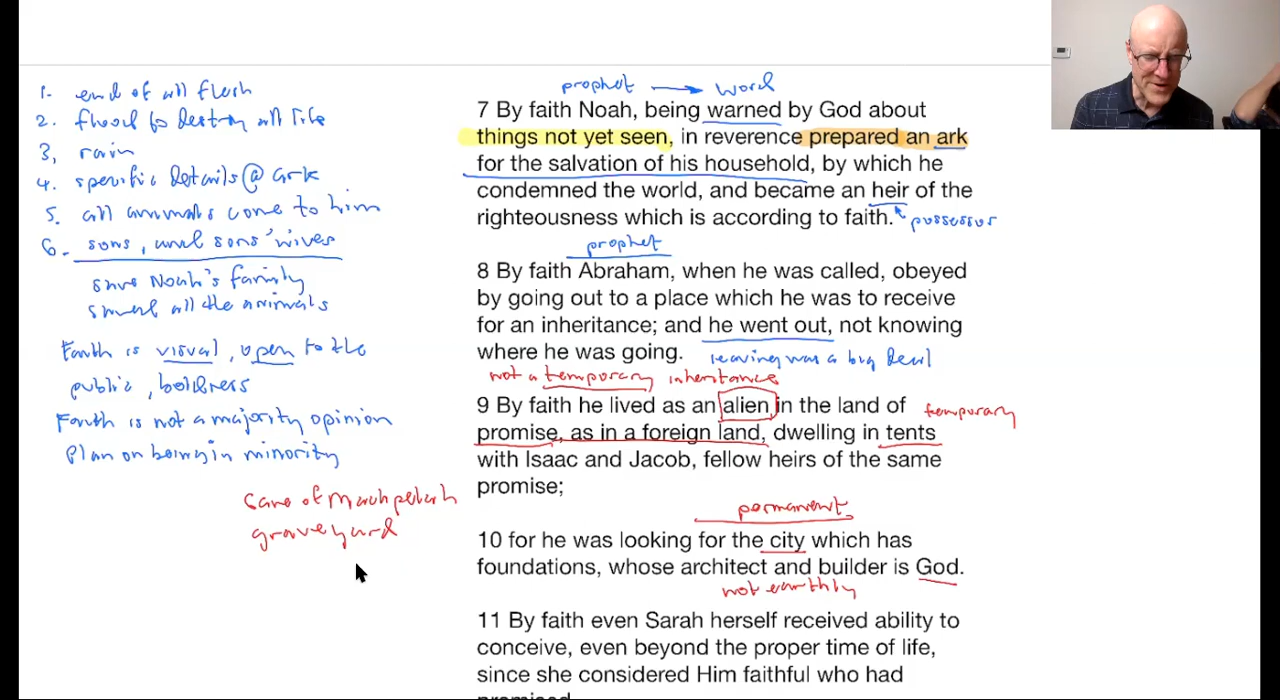 1. end of all flesh
2. flood to destroy all life
3, rain
4. specific details @ ark
5. all animals come to him
6. sons, and sons' wives
save Noah's family
small all the animals
Faith is visual, open to the
public, boldness
Faith is not a majority opinion
Plan on being in minority
Cave of Machpelah
graveyard
prophet → word
7 By faith Noah, being warned by God about
things not yet seen, in reverence prepared an ark
for the salvation of his household, by which he
condemned the world, and became an heir of the
righteousness which is according to faith.
possessor
prophet
8 By faith Abraham, when he was called, obeyed
by going out to a place which he was to receive
for an inheritance; and he went out, not knowing
where he was going.
leaving was a big deal
not a temporary inheritance
9 By faith he lived as an alien in the land of
temporary
promise, as in a foreign land, dwelling in tents
with Isaac and Jacob, fellow heirs of the same
promise;
permanent
10 for he was looking for the city which has
foundations, whose architect and builder is God.
not earthly
11 By faith even Sarah herself received ability to
conceive, even beyond the proper time of life,
since she considered Him faithful who had
promised